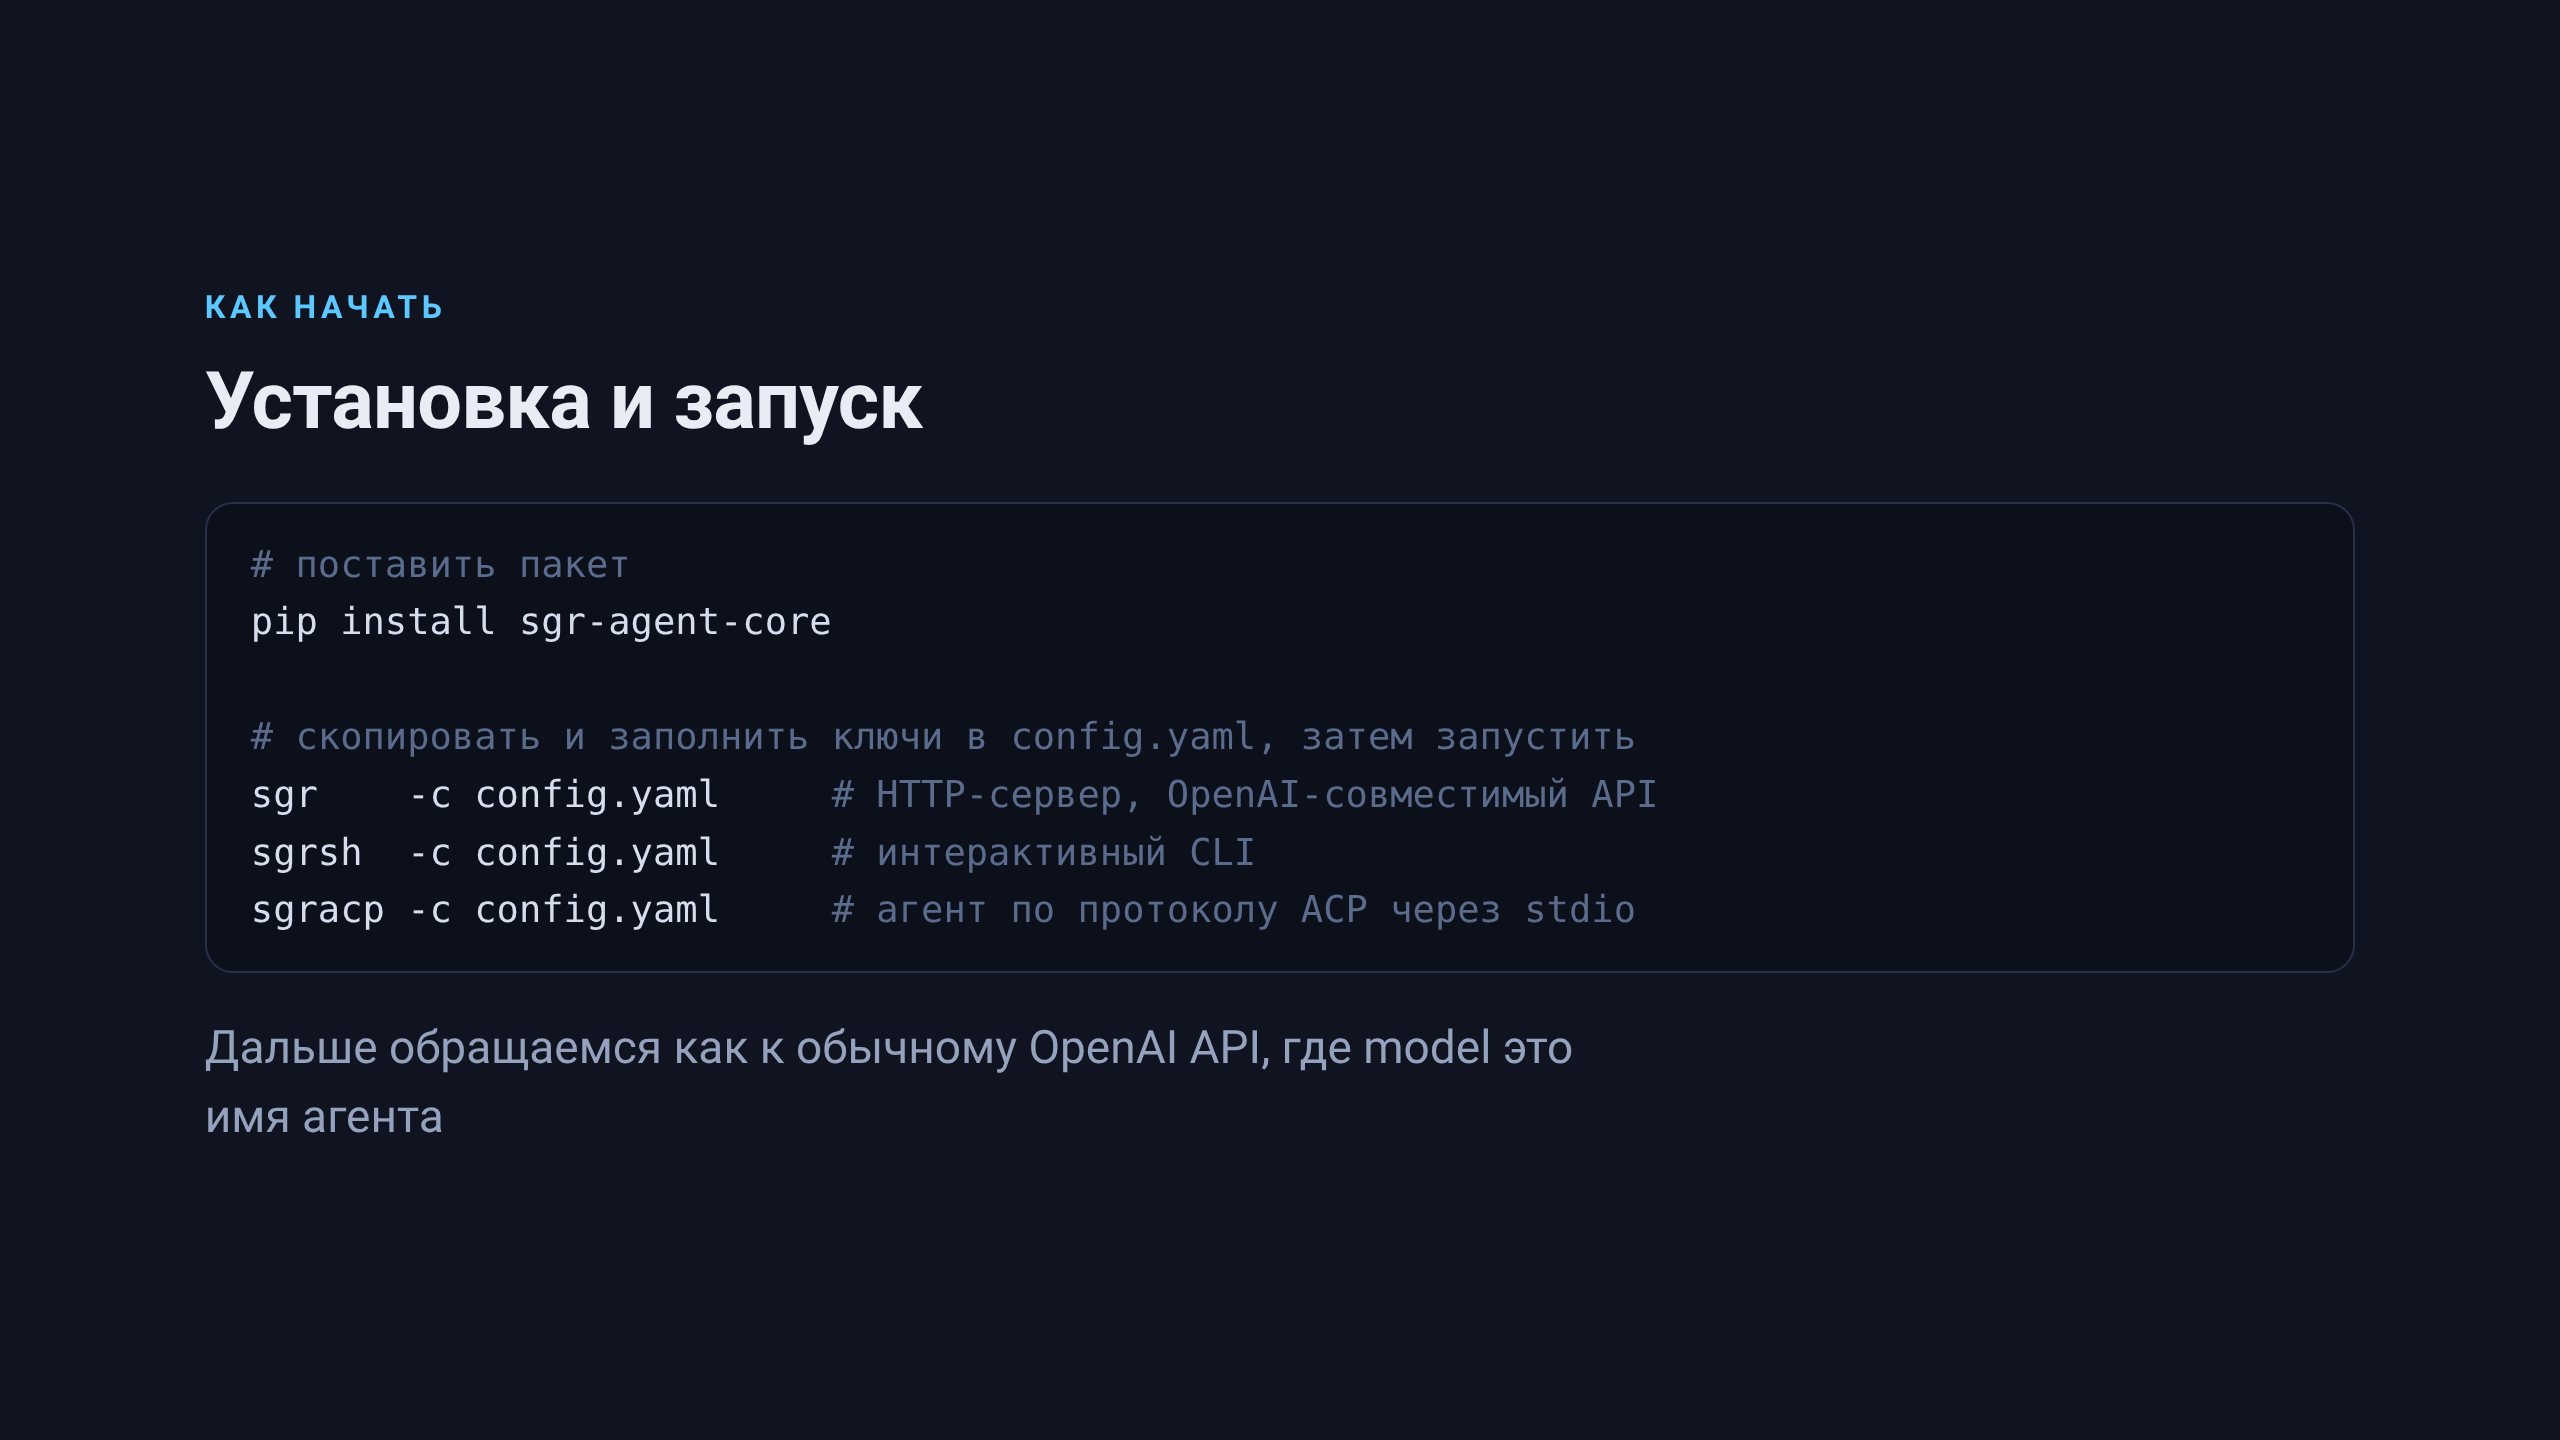 КАК НАЧАТЬ
Установка и запуск
# поставить пакет
pip install sgr-agent-core
# скопировать и заполнить ключи в config.yaml, затем запустить
sgr    -c config.yaml     # HTTP-сервер, OpenAI-совместимый API
sgrsh  -c config.yaml     # интерактивный CLI
sgracp -c config.yaml     # агент по протоколу ACP через stdio
Дальше обращаемся как к обычному OpenAI API, где model это
имя агента